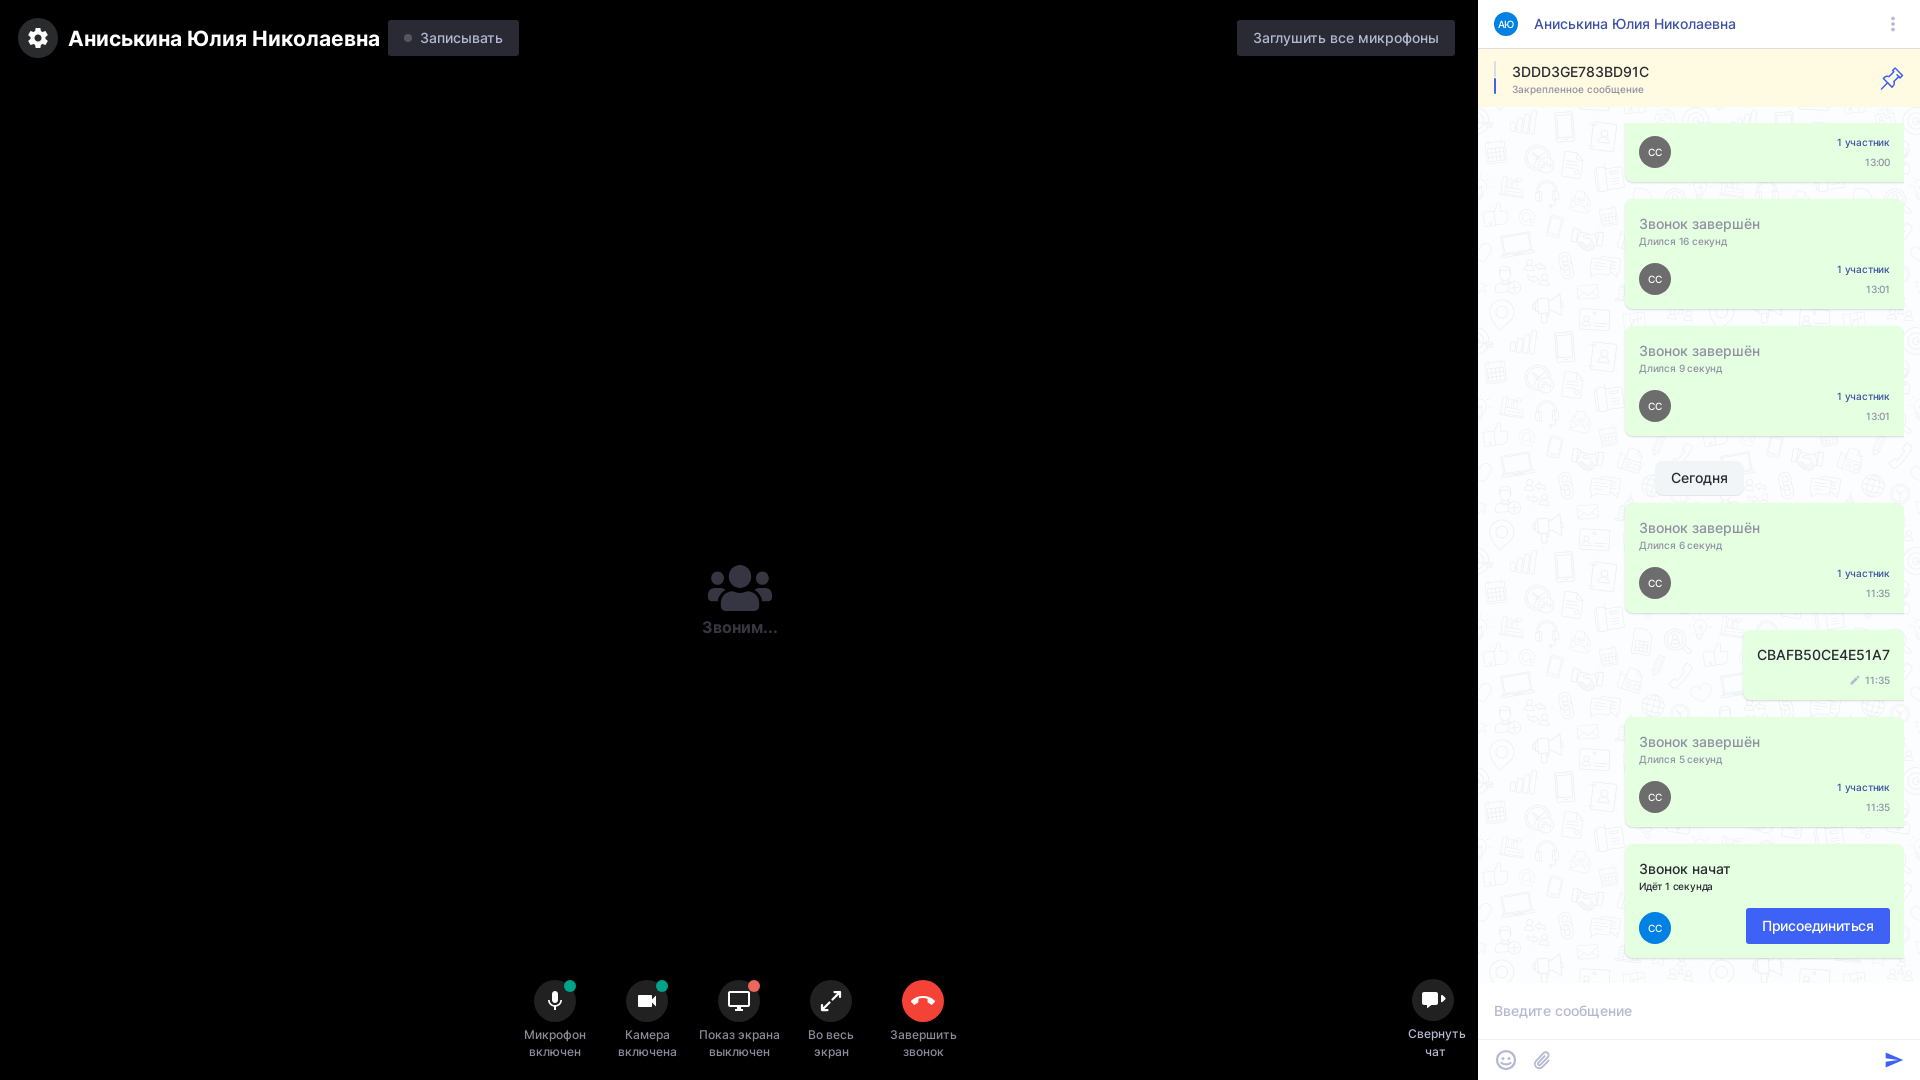 Аниськина Юлия Николаевна
Записывать
Заглушить все микрофоны
Звоним...
Микрофон
включен
Камера
включена
Показ экрана
выключен
Во весь
экран
Завершить
звонок
Свернуть
чат
АЮ
Аниськина Юлия Николаевна
3DDD3GE783BD91C
Закрепленное сообщение
СС
1 участник
13:00
Звонок завершён
Длился 16 секунд
СС
1 участник
13:01
Звонок завершён
Длился 9 секунд
СС
1 участник
13:01
Сегодня
Звонок завершён
Длился 6 секунд
СС
1 участник
11:35
CBAFB50CE4E51A7
11:35
Звонок завершён
Длился 5 секунд
СС
1 участник
11:35
Звонок начат
Идёт 1 секунда
СС
Присоединиться
Введите сообщение